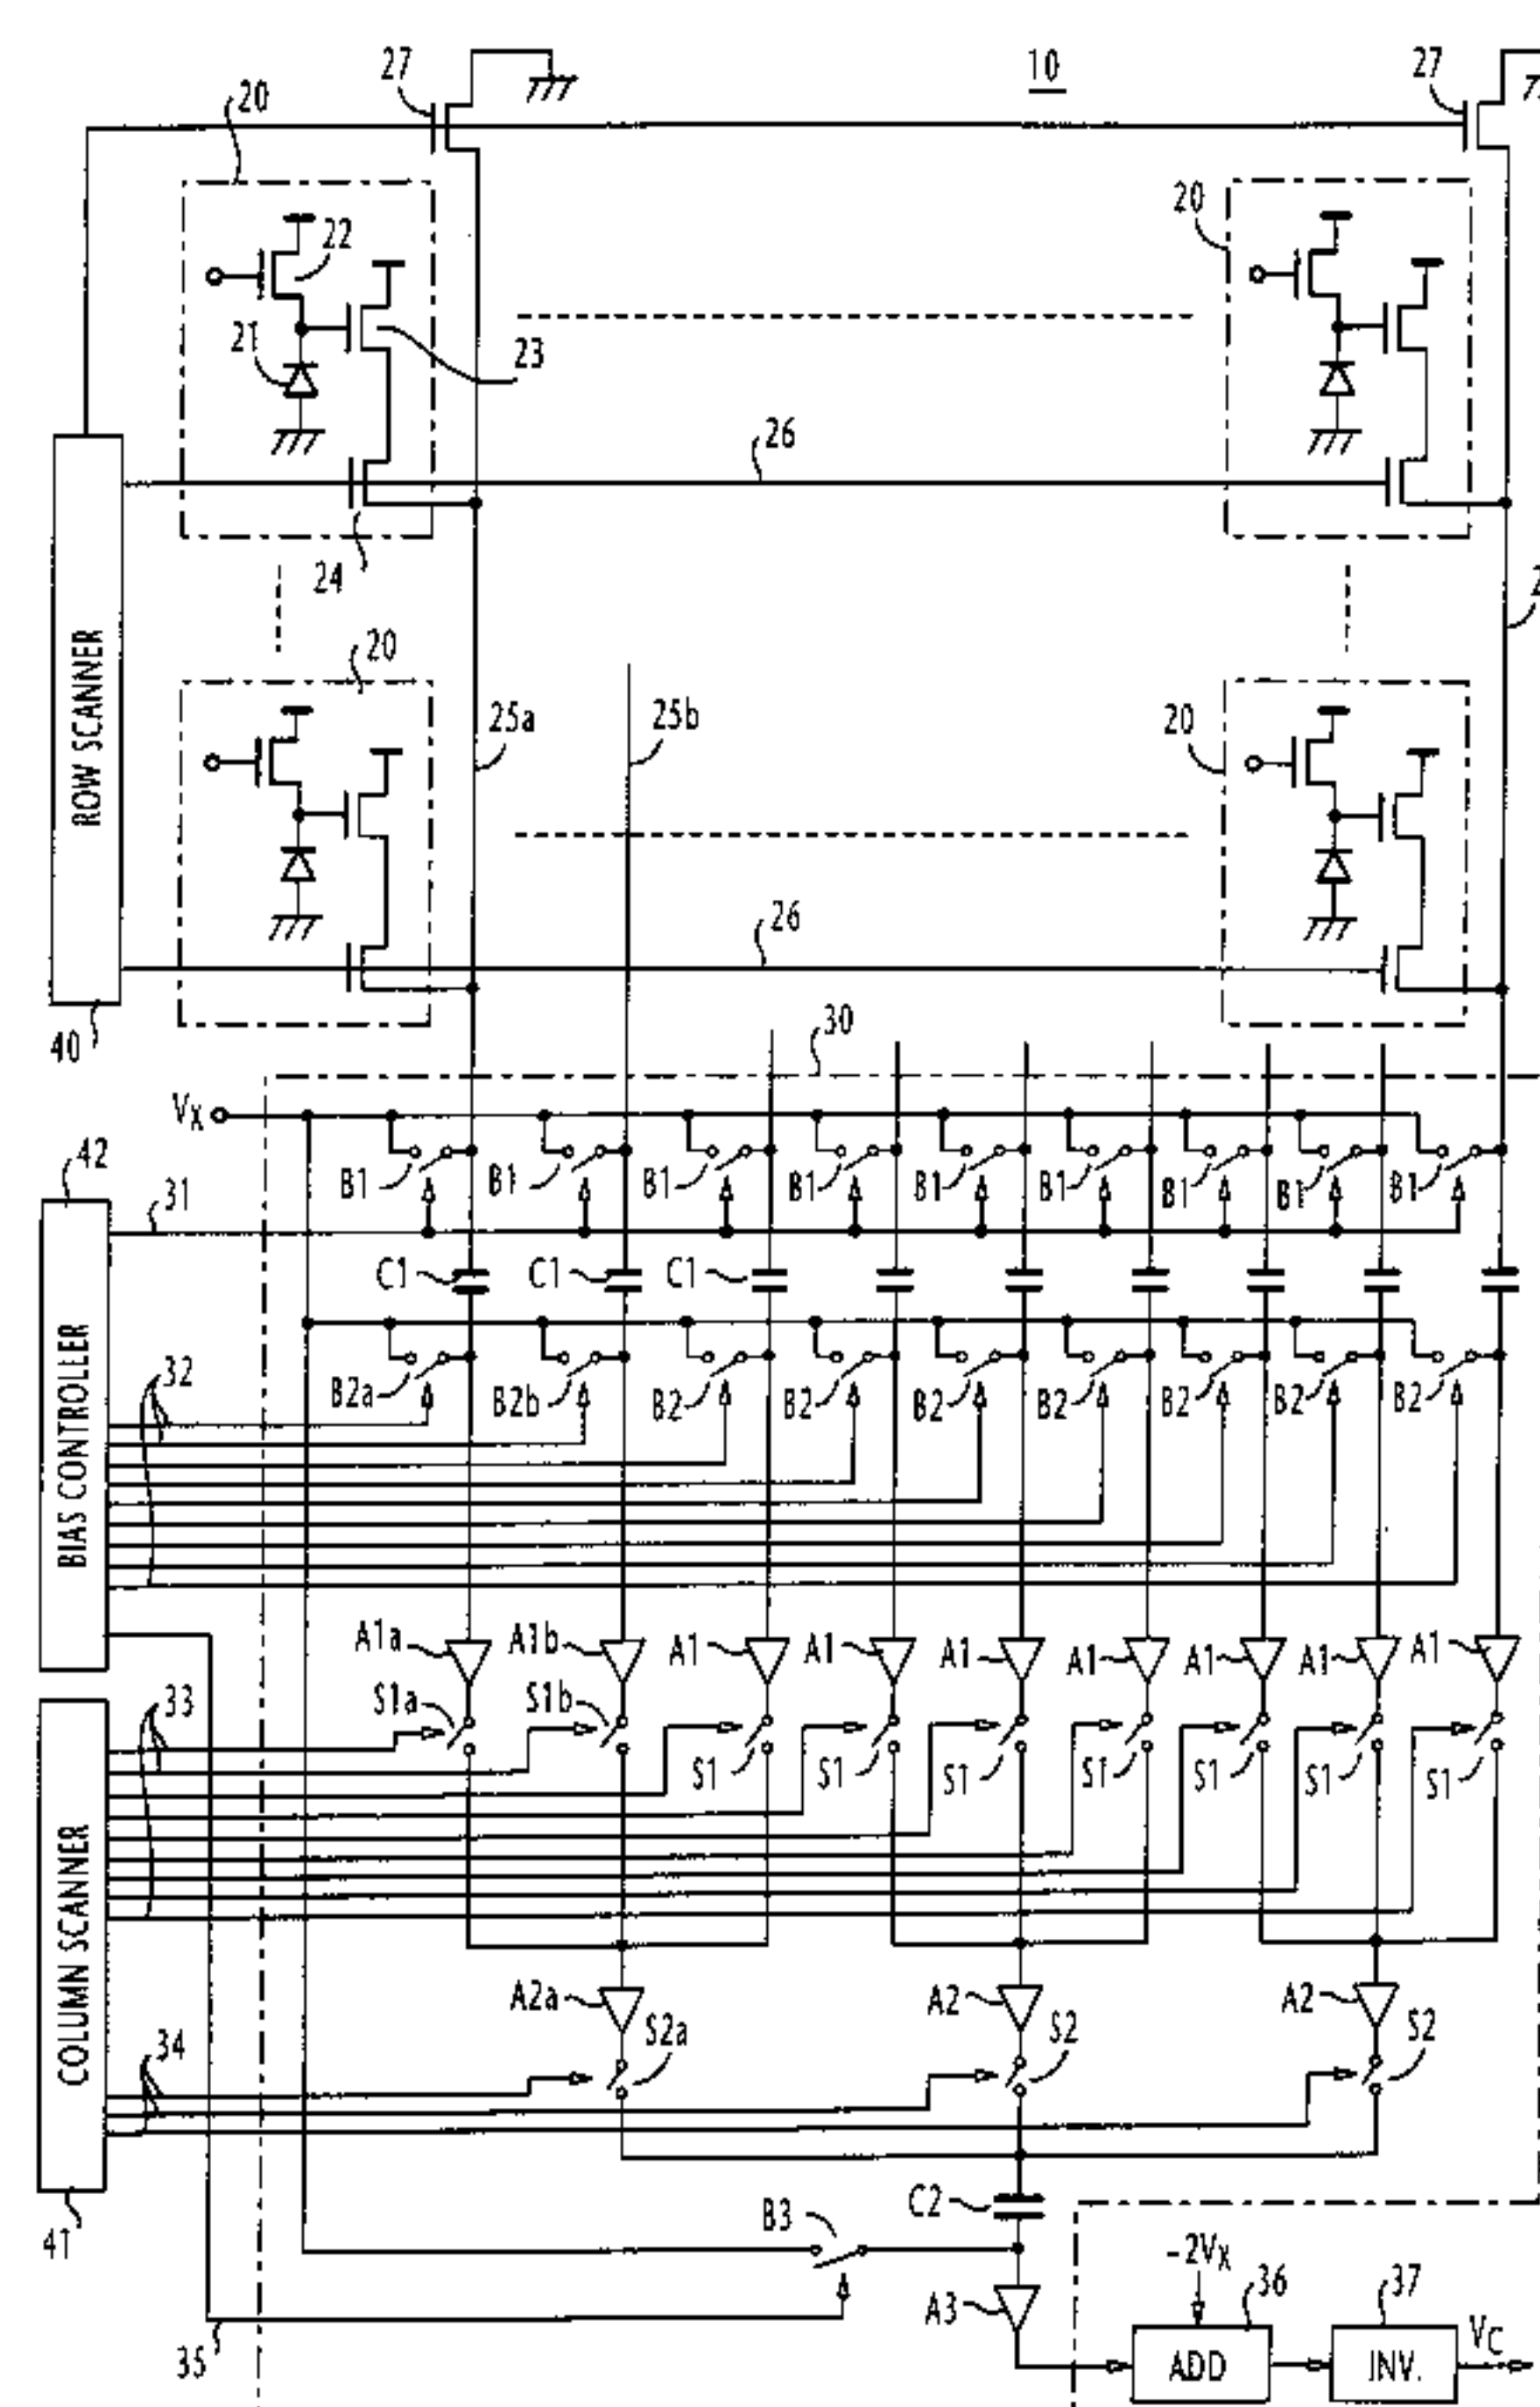 27
10
27
20
22
20
21
23
26
24
20
25a
25b
20
ROW SCANNER
26
40
30
VX
42
31
B1
B1
B1
B1
B1
B1
B1
B1
B1
C1
C1
C1
BIAS CONTROLLER
32
B2a
B2b
B2
B2
B2
B2
B2
B2
B2
A1a
A1b
A1
A1
A1
A1
A1
A1
A1
33
S1a
S1b
S1
S1
S1
S1
S1
S1
S1
COLUMN SCANNER
A2a
A2
A2
34
S2a
S2
S2
41
B3
C2
-2VX
36
37
35
A3
ADD
INV.
VC